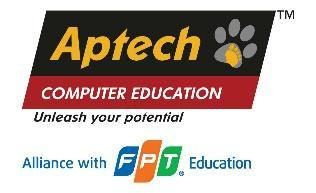 Aptech TM
COMPUTER EDUCATION
Unleash your potential
Alliance with FPT® Education